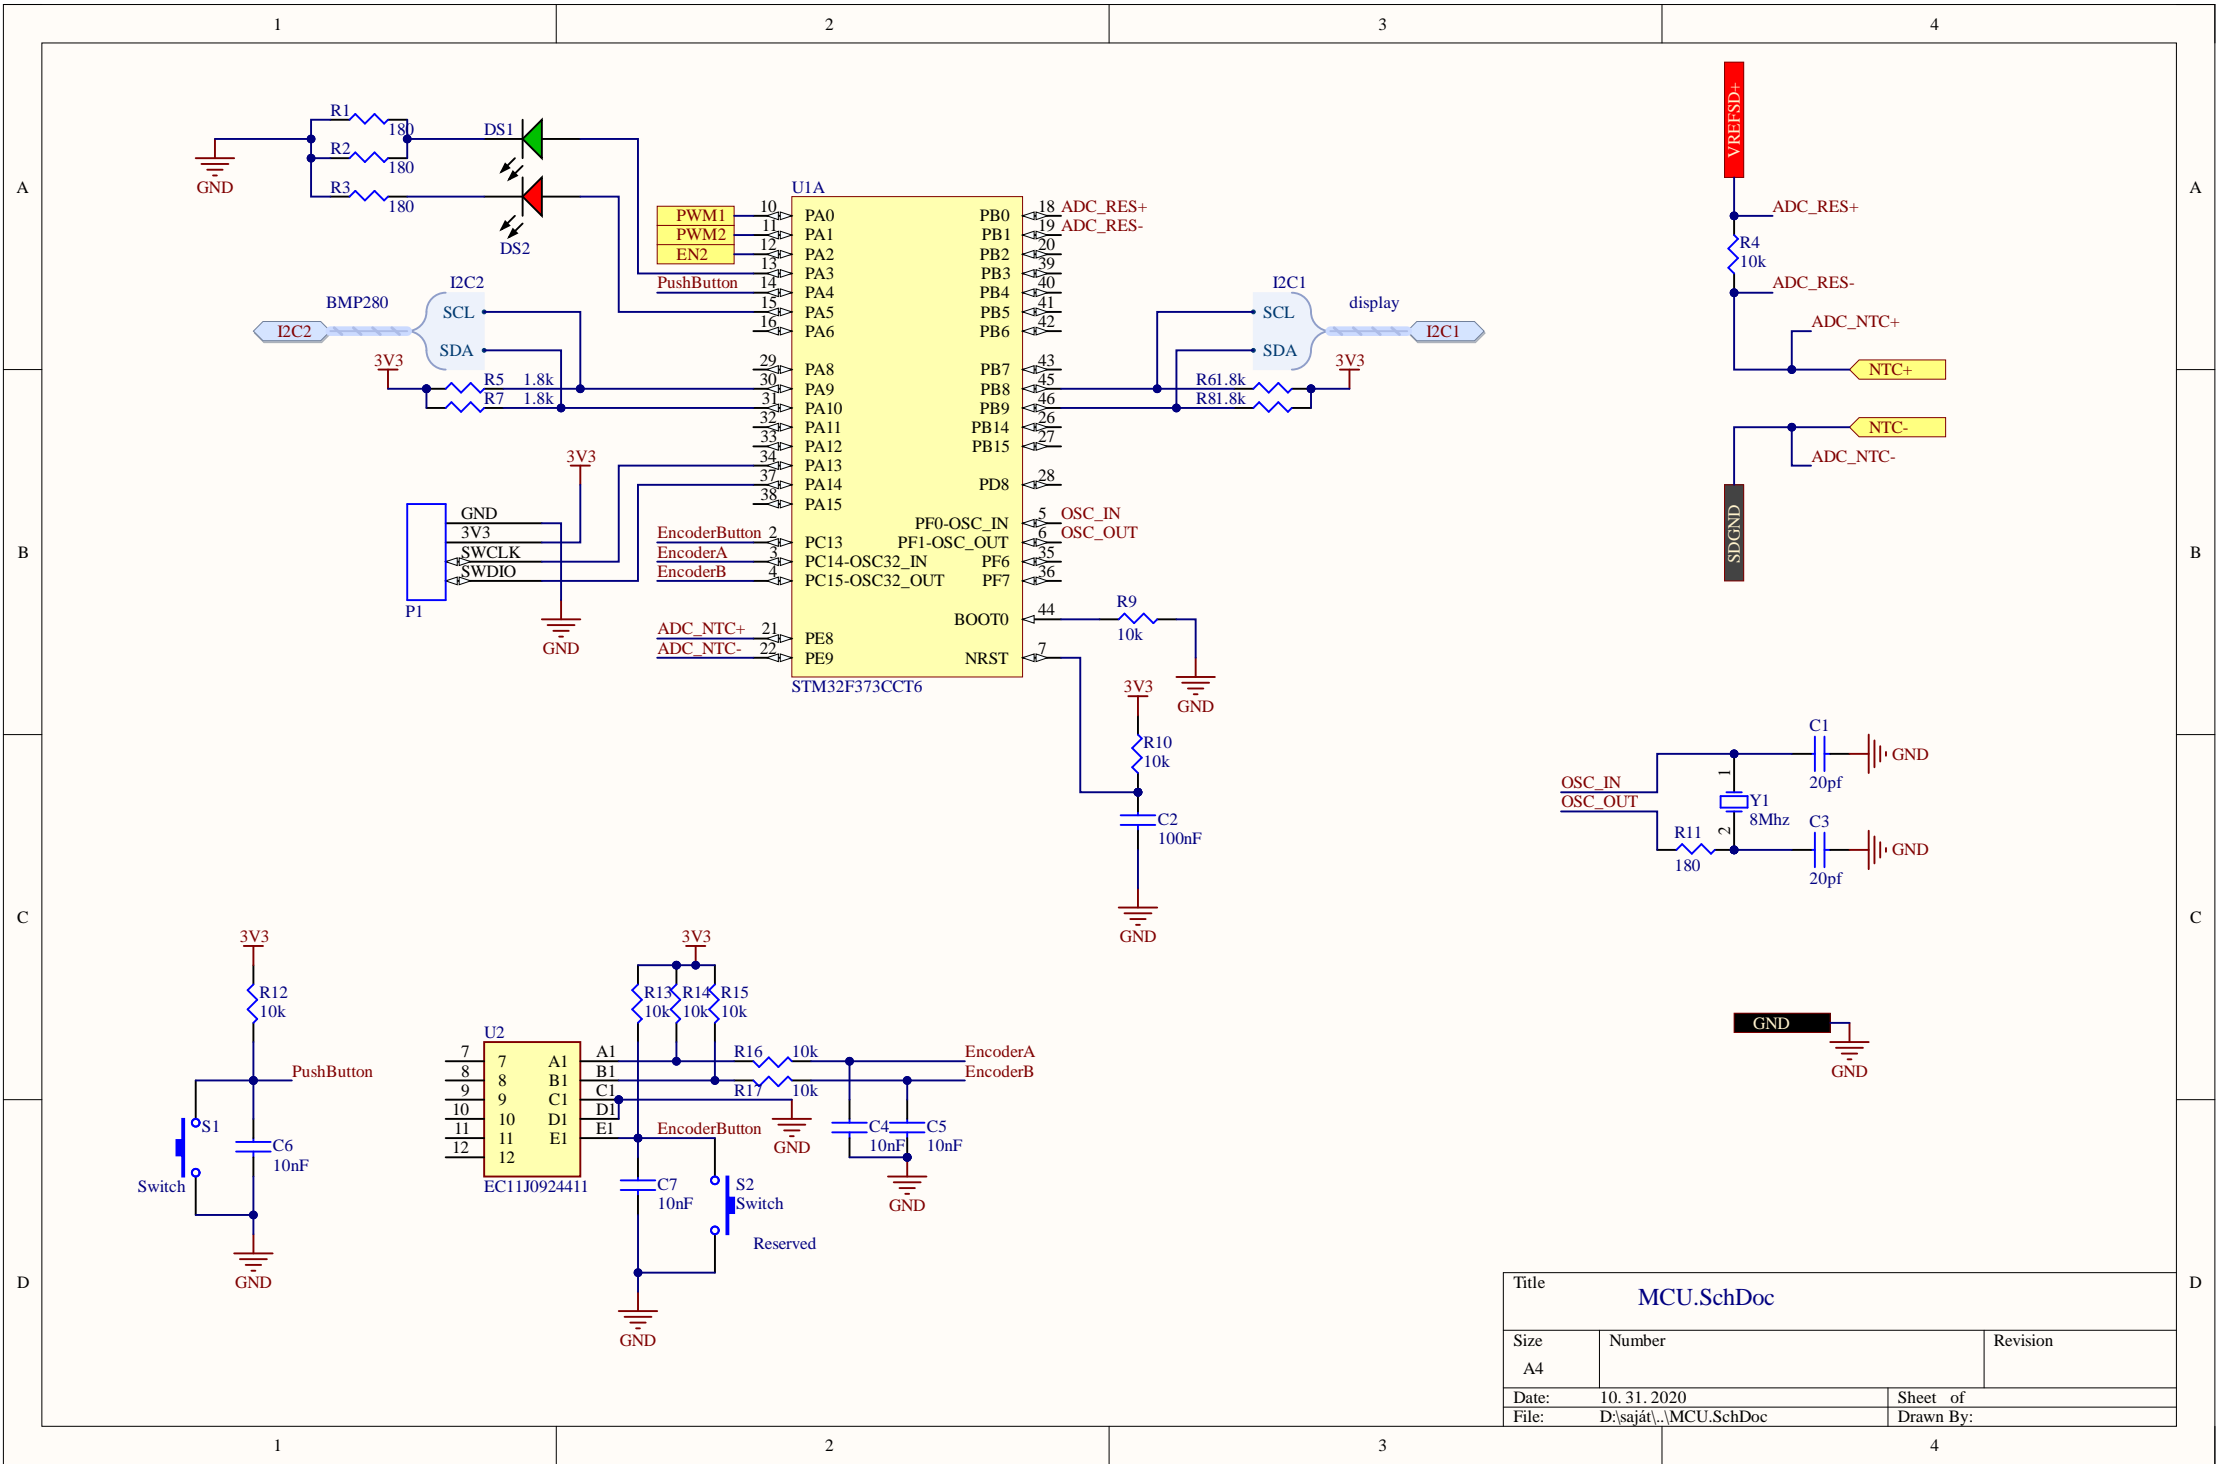 1 2 3 4
A A
B B
C C
D D
1 2 3 4
R1
180
R2
180
R3
180
GND
DS1
DS2
I2C2
BMP280
SCL
SDA
I2C2
3V3
R5 1.8k
R7 1.8k
3V3
GND
3V3
SWCLK
SWDIO
P1
GND
U1A
PWM1 10 PA0
PWM2 11 PA1
EN2 12 PA2
13 PA3
PushButton 14 PA4
15 PA5
16 PA6
29 PA8
30 PA9
31 PA10
32 PA11
33 PA12
34 PA13
37 PA14
38 PA15
EncoderButton 2 PC13
EncoderA 3 PC14-OSC32_IN
EncoderB 4 PC15-OSC32_OUT
ADC_NTC+ 21 PE8
ADC_NTC- 22 PE9
PB0 18 ADC_RES+
PB1 19 ADC_RES-
PB2 20
PB3 39
PB4 40
PB5 41
PB6 42
PB7 43
PB8 45
PB9 46
PB14 26
PB15 27
PD8 28
PF0-OSC_IN 5 OSC_IN
PF1-OSC_OUT 6 OSC_OUT
PF6 35
PF7 36
BOOT0 44
NRST 7
STM32F373CCT6
I2C1
display
SCL
SDA
I2C1
3V3
R6 1.8k
R8 1.8k
R9
10k
GND
3V3
R10
10k
C2
100nF
GND
VREFSD+
ADC_RES+
R4
10k
ADC_RES-
ADC_NTC+
NTC+
NTC-
ADC_NTC-
SDGND
C1
GND
20pf
OSC_IN
OSC_OUT
1
Y1
8Mhz
2
R11
180
C3
GND
20pf
GND
GND
3V3
R12
10k
PushButton
S1
Switch
C6
10nF
GND
3V3
R13 R14 R15
10k 10k 10k
U2
7 7 A1 A1
8 8 B1 B1
9 9 C1 C1
10 10 D1 D1
11 11 E1 E1
12 12
EC11J0924411
R16 10k EncoderA
R17 10k EncoderB
GND
EncoderButton
C4
10nF
C5
10nF
GND
C7
10nF
S2
Switch
Reserved
GND
Title
MCU.SchDoc
Size Number Revision
A4
Date: 10. 31. 2020 Sheet of
File: D:\saját\..\MCU.SchDoc Drawn By: